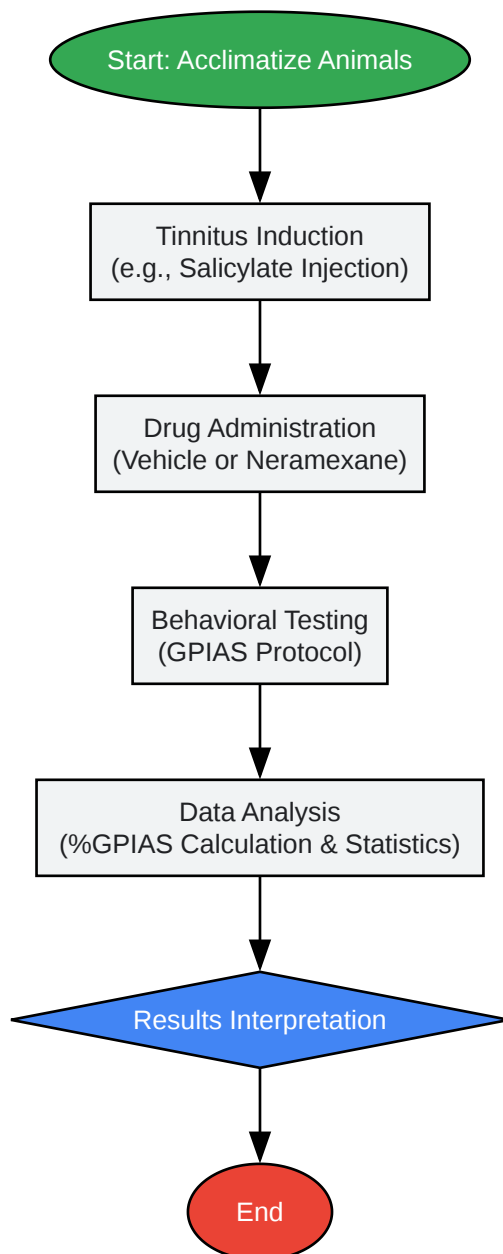 Start: Acclimatize Animals
Tinnitus Induction
(e.g., Salicylate Injection)
Drug Administration
(Vehicle or Neramexane)
Behavioral Testing
(GPIAS Protocol)
Data Analysis
(%GPIAS Calculation & Statistics)
Results Interpretation
End